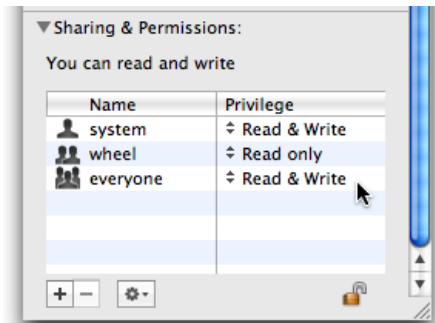 Sharing & Permissions:
You can read and write
Name Privilege
system Read & Write
wheel Read only
everyone Read & Write